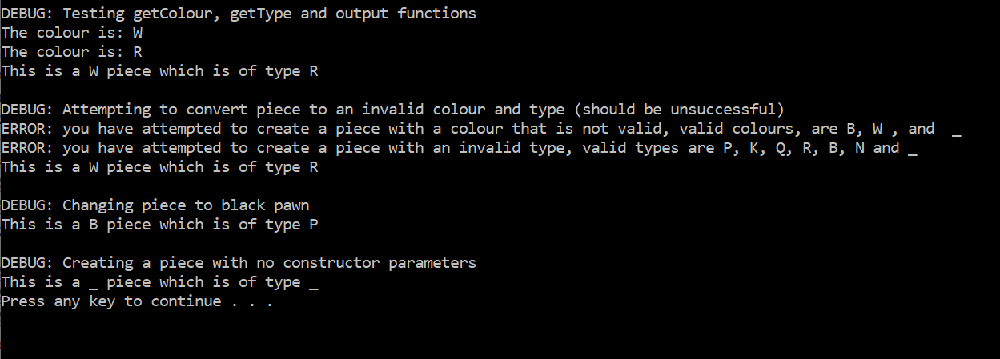 DEBUG: Testing getColour, getType and output functions
The colour is: W
The colour is: R
This is a W piece which is of type R
DEBUG: Attempting to convert piece to an invalid colour and type (should be unsuccessful)
ERROR: you have attempted to create a piece with a colour that is not valid, valid colours, are B, W , and  _
ERROR: you have attempted to create a piece with an invalid type, valid types are P, K, Q, R, B, N and _
This is a W piece which is of type R
DEBUG: Changing piece to black pawn
This is a B piece which is of type P
DEBUG: Creating a piece with no constructor parameters
This is a _ piece which is of type _
Press any key to continue . . .